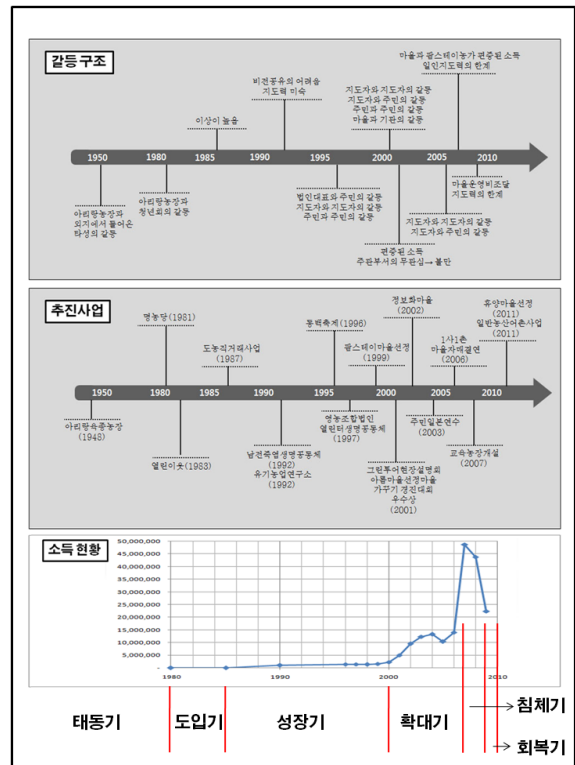 갈등구조
마을과 팜스테이농가 편중된 소득
일인지도력의 한계
비전공유의 어려움
지도력 미숙
지도자와 지도자의 갈등
지도자와 주민의 갈등
주민과 주민의 갈등
마을과 기관의 갈등
이상이 높음
1950 1980 1985 1990 1995 2000 2005 2010
아리랑농장과
외지에서 들어온
타성의 갈등
아리랑농장과
청년회의 갈등
법인대표와 주민의 갈등
지도자와 지도자의 갈등
주민과 주민의 갈등
마을운영비조달
지도력의 한계
지도자와 지도자의 갈등
지도자와 주민의 갈등
편중된 소득
주관부서의 무관심→ 불만
추진사업
명농당(1981)
도농직거래사업
(1987)
동백축제(1996)
팜스테이마을선정
(1999)
정보화마을
(2002)
1사1촌
마을자매결연
(2006)
휴양마을선정
(2011)
일반농산어촌사업
(2011)
1950 1980 1985 1990 1995 2000 2005 2010
아리랑육종농장
(1948)
열린이웃(1983)
남전죽염생명공동체
(1992)
유기농업연구소
(1992)
영농조합법인
열린터생명공동체
(1997)
그린투어현장설명회
아름마을선정마을
가꾸기 경진대회
우수상
(2001)
주민일본연수
(2003)
교육농장개설
(2007)
소득현황
50,000,000
45,000,000
40,000,000
35,000,000
30,000,000
25,000,000
20,000,000
15,000,000
10,000,000
5,000,000
-
1980 1990 2000 2010
태동기 도입기 성장기 확대기 침체기
회복기